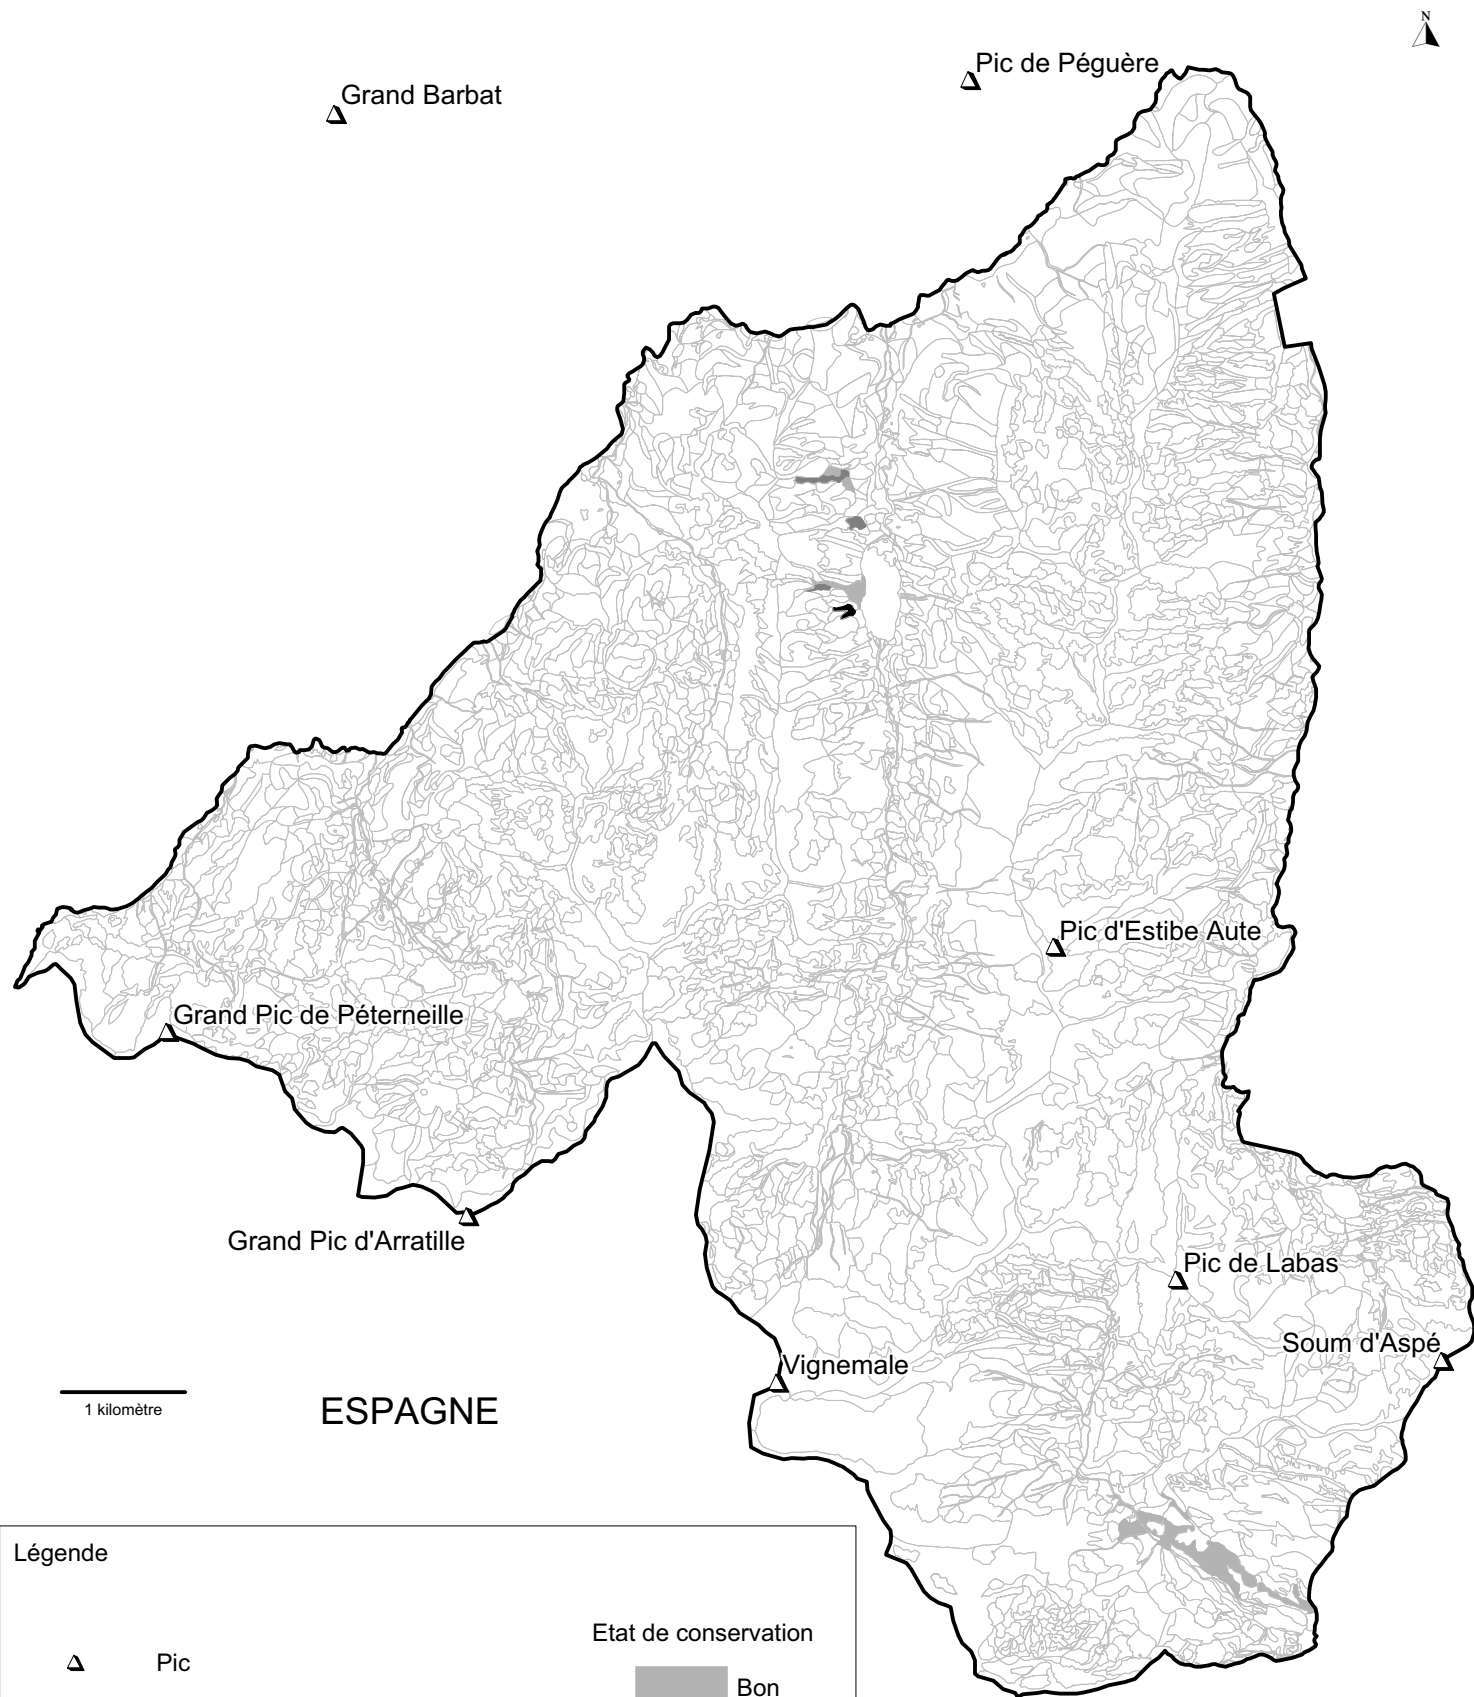 N
Pic de Péguère
Grand Barbat
Pic d'Estibe Aute
Grand Pic de Péterneille
Grand Pic d'Arratille
Pic de Labas
Soum d'Aspé
Vignemale
1 kilomètre
ESPAGNE
Légende
Etat de conservation
Pic
Bon